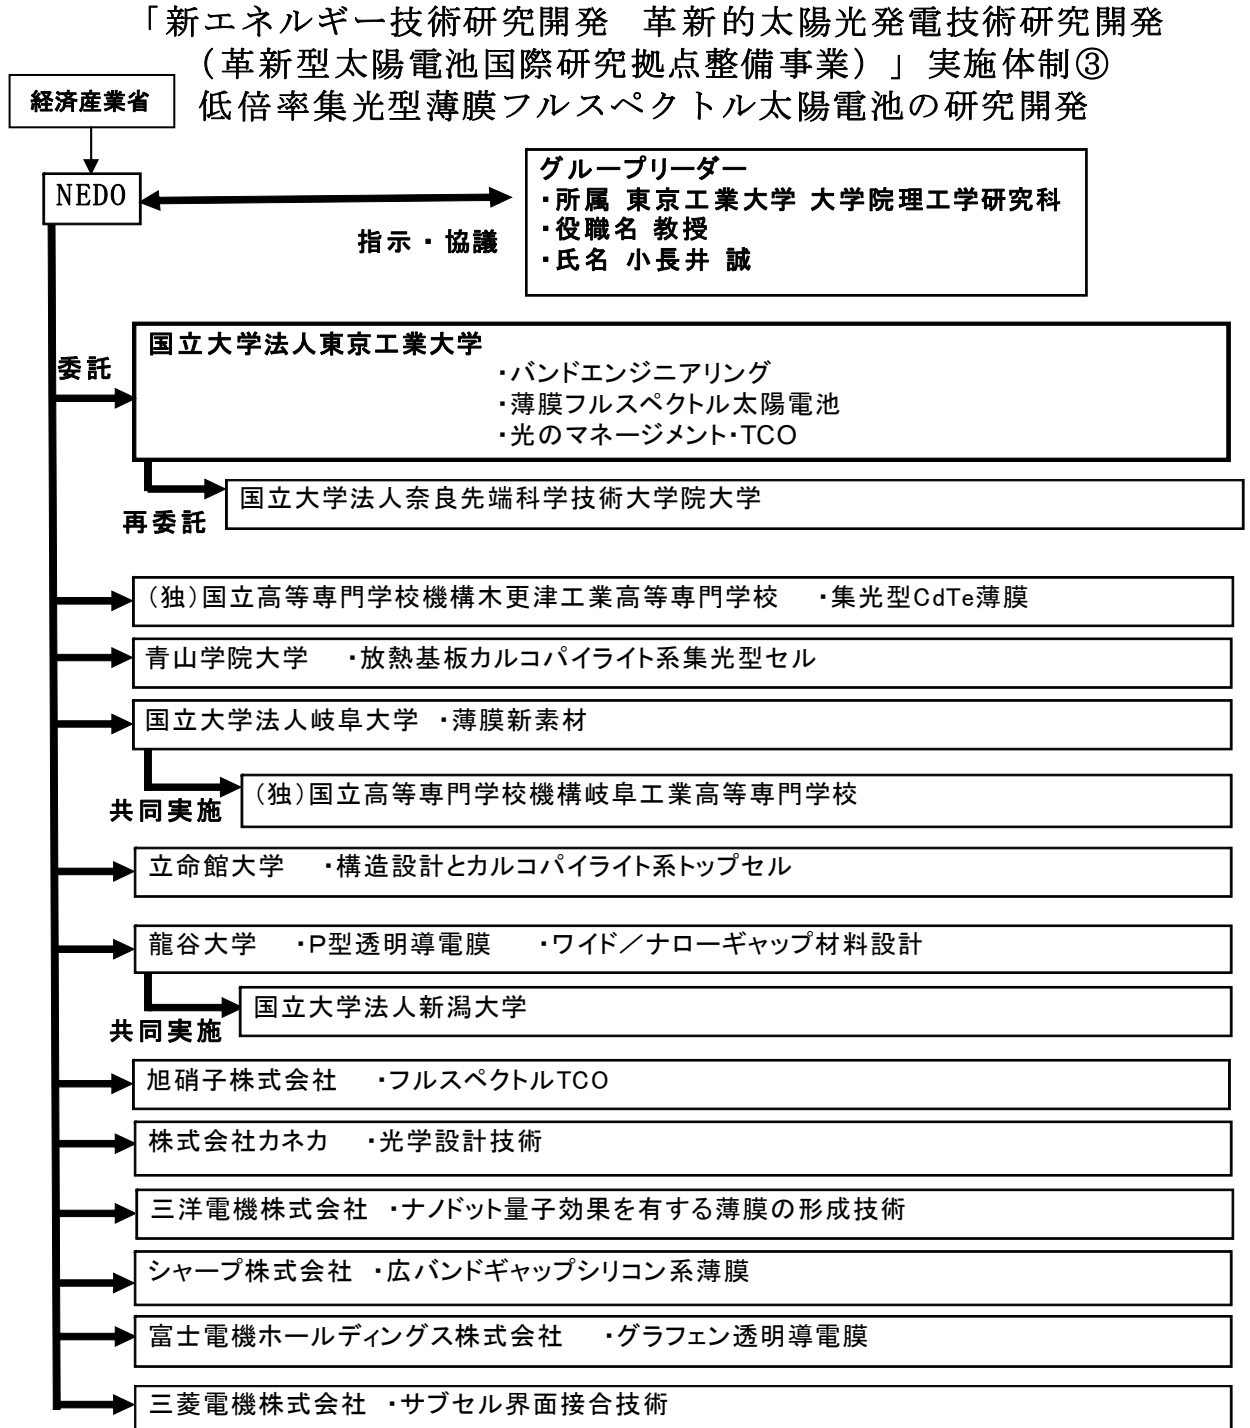 「新エネルギー技術研究開発　革新的太陽光発電技術研究開発
（革新型太陽電池国際研究拠点整備事業）」実施体制③
低倍率集光型薄膜フルスペクトル太陽電池の研究開発
経済産業省
NEDO
指示・協議
グループリーダー
・所属 東京工業大学 大学院理工学研究科
・役職名 教授
・氏名 小長井 誠
委託
国立大学法人東京工業大学
・バンドエンジニアリング
・薄膜フルスペクトル太陽電池
・光のマネージメント・TCO
再委託
国立大学法人奈良先端科学技術大学院大学
（独）国立高等専門学校機構木更津工業高等専門学校　・集光型CdTe薄膜
青山学院大学　・放熱基板カルコパイライト系集光型セル
国立大学法人岐阜大学　・薄膜新素材
共同実施
（独）国立高等専門学校機構岐阜工業高等専門学校
立命館大学　・構造設計とカルコパイライト系トップセル
龍谷大学　・P型透明導電膜　・ワイド／ナローギャップ材料設計
共同実施
国立大学法人新潟大学
旭硝子株式会社　・フルスペクトルTCO
株式会社カネカ　・光学設計技術
三洋電機株式会社　・ナノドット量子効果を有する薄膜の形成技術
シャープ株式会社　・広バンドギャップシリコン系薄膜
富士電機ホールディングス株式会社　・グラフェン透明導電膜
三菱電機株式会社　・サブセル界面接合技術